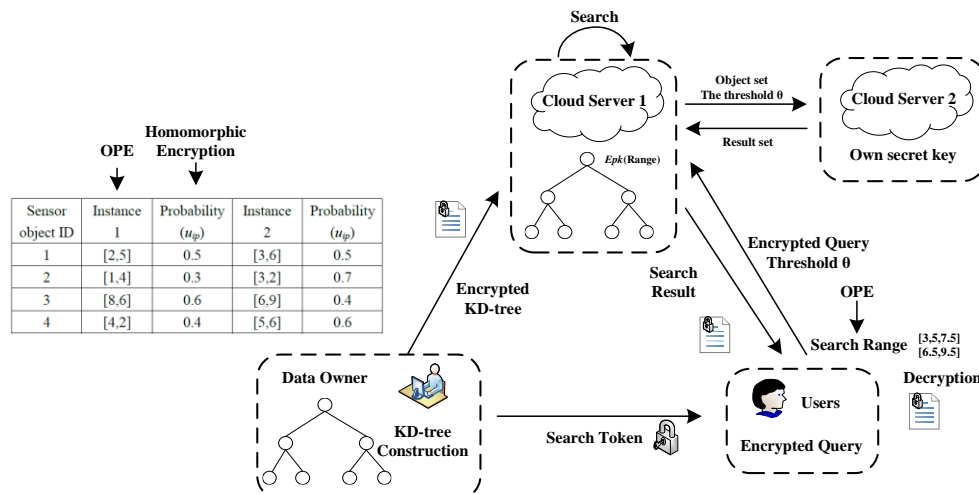 Search
Cloud Server 1
Epk(Range)
Object set
The threshold θ
Result set
Cloud Server 2
Own secret key
Homomorphic
Encryption
OPE
Sensor object ID | Instance 1 | Probability (uip) | Instance 2 | Probability (uip)
1 | [2,5] | 0.5 | [3,6] | 0.5
2 | [1,4] | 0.3 | [3,2] | 0.7
3 | [8,6] | 0.6 | [6,9] | 0.4
4 | [4,2] | 0.4 | [5,6] | 0.6
Encrypted
KD-tree
Search
Result
Encrypted Query
Threshold θ
OPE
Search Range
[3,5,7.5]
[6.5,9.5]
Decryption
Data Owner
KD-tree
Construction
Search Token
Users
Encrypted Query